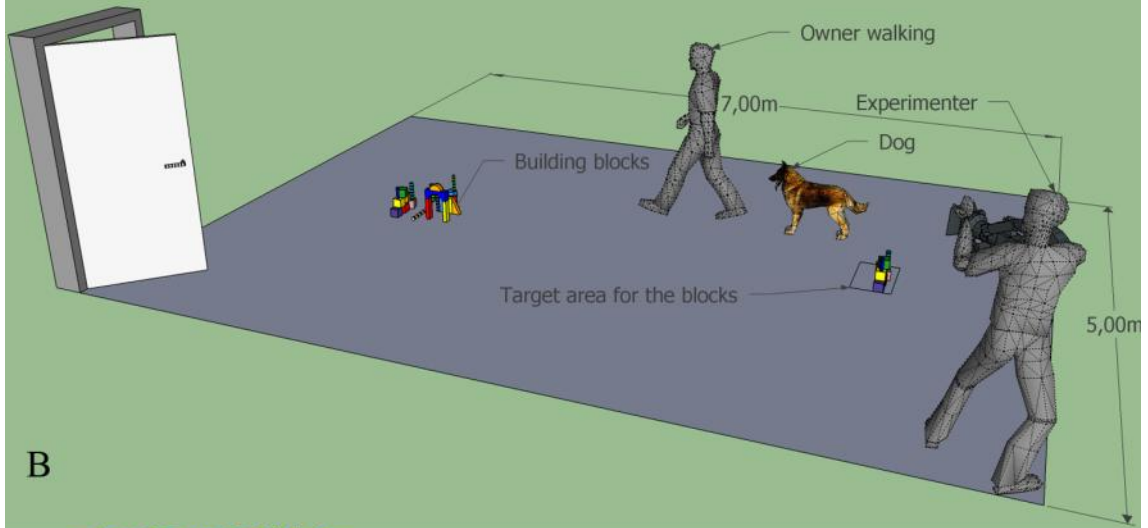 Owner walking
7,00m
Experimenter
Dog
Building blocks
Target area for the blocks
5,00m
B